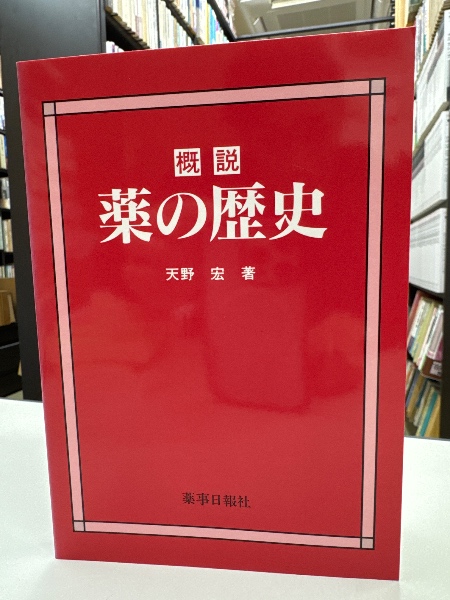 概説
薬の歴史
天野 宏 著
薬事日報社